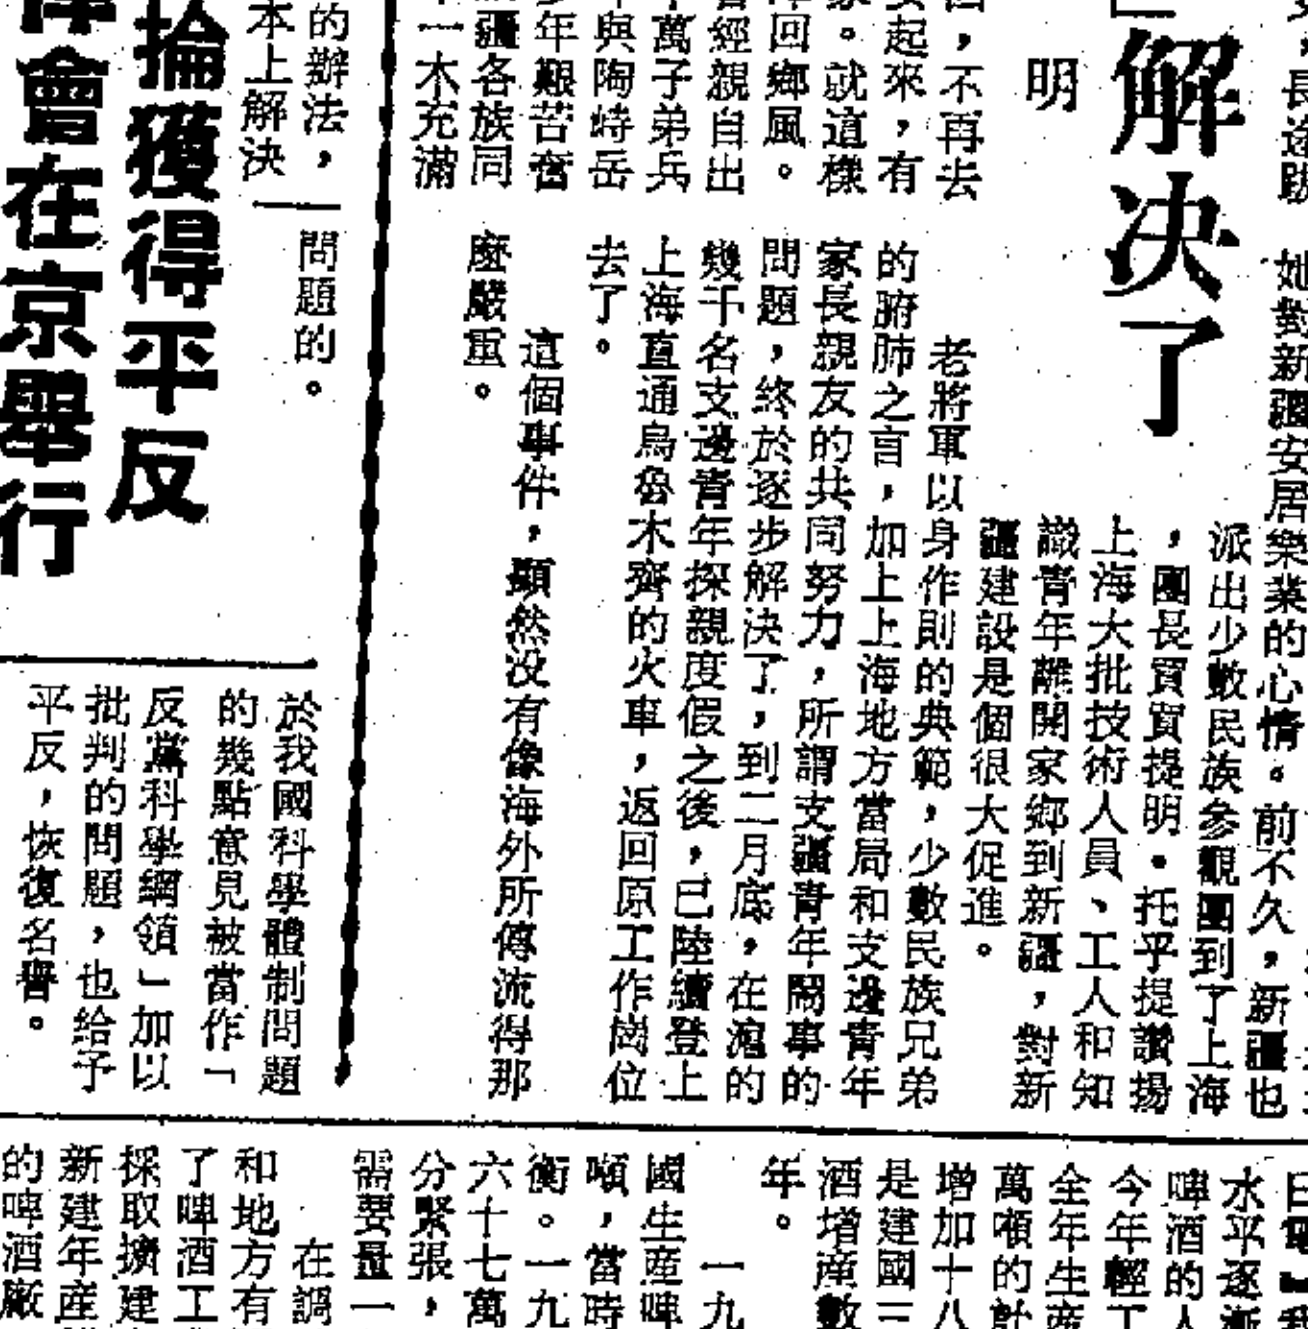 」解决了
明
，長途跋
她對新疆安居樂業的心情。前不久，新疆也
派出少數民族參觀團到了上海
，團長買買提明．托乎提讚揚
上海大批技術人員、工人和知
識青年離開家鄉到新疆，對新
疆建設是個很大促進。
老將軍以身作則的典範，少數民族兄弟
的腑肺之言，加上上海地方當局和支邊青年
家長親友的共同努力，所謂支疆青年鬧事的
問題，終於逐步解決了，到二月底，在滬的
幾千名支邊青年探親度假之後，已陸續登上
上海直通烏魯木齊的火車，返回原工作崗位
去了。
這個事件，顯然没有像海外所傳流得那
麽嚴重。
，不再去
起來，有
。就這樣
回鄉風。
經親自出
萬子弟兵
與陶峙岳
年艱苦奮
疆各族同
一木充滿
的辦法，
本上解決
問題的。
掄獲得平反
會在京舉行
於我國科學體制問題
的幾點意見被當作「
反黨科學綱領」加以
批判的問題，也給予
平反，恢復名譽。
水平逐漸
啤酒的人
今年輕工
全年生産
萬噸的計
增加十八
是建國三
酒增産數
年。
一九
國生産啤
噸，當時
衡。一九
六十七萬
分緊張，
需要量一
在調
和地方有
了啤酒工
採取擴建
新建年産
的啤酒廠